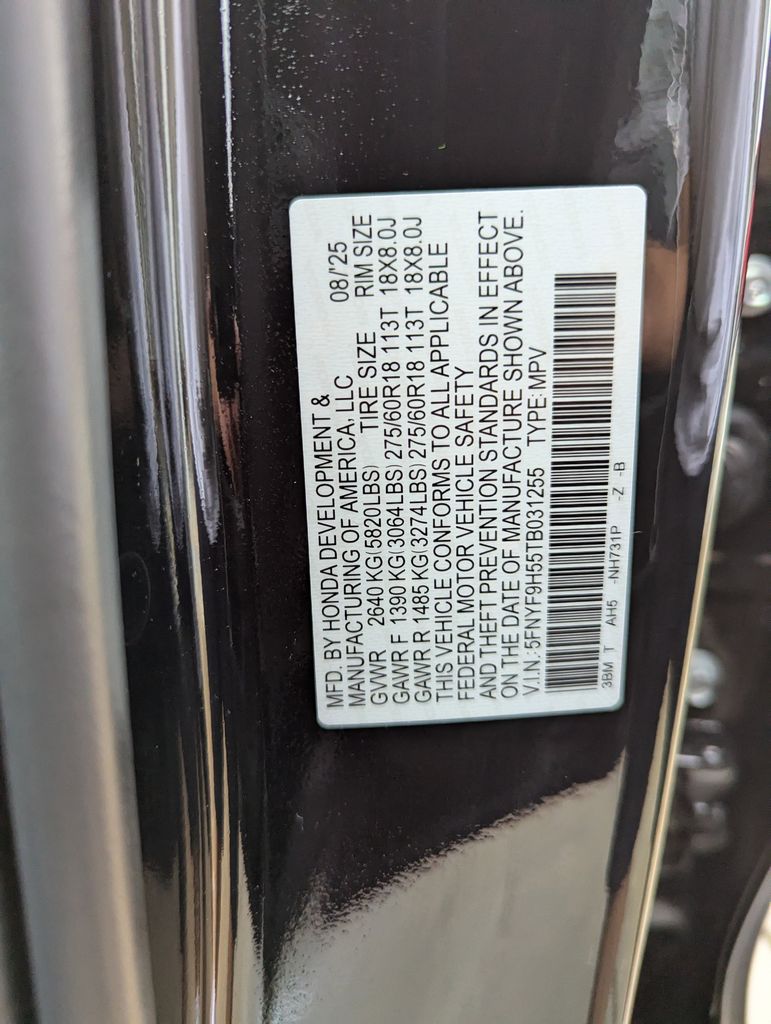 MFD. BY HONDA DEVELOPMENT &
MANUFACTURING OF AMERICA, LLC 08/'25
GVWR 2640 KG(5820LBS) TIRE SIZE RIM SIZE
GAWR F 1390 KG(3064LBS) 275/60R18 113T 18X8.0J
GAWR R 1485 KG(3274LBS) 275/60R18 113T 18X8.0J
THIS VEHICLE CONFORMS TO ALL APPLICABLE
FEDERAL MOTOR VEHICLE SAFETY
AND THEFT PREVENTION STANDARDS IN EFFECT
ON THE DATE OF MANUFACTURE SHOWN ABOVE.
V.I.N.: 5FNYF9H55TB031255 TYPE: MPV
3BM T AH5 -NH731P -Z -B